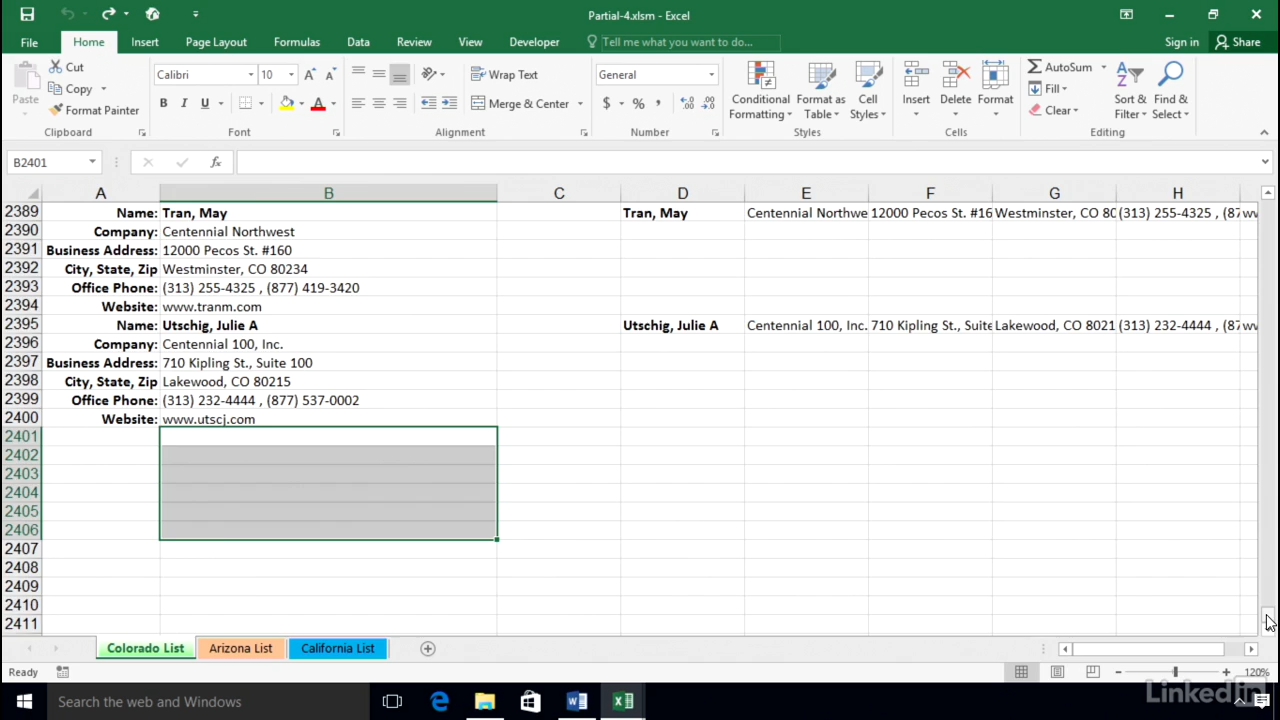 Partial-4.xlsm - Excel
File Home Insert Page Layout Formulas Data Review View Developer Tell me what you want to do... Sign in Share
Paste Cut Copy Format Painter Clipboard
Calibri 10 A A B I U A Font
Wrap Text Merge & Center Alignment
General $ % , Number
Conditional Formatting Format as Table Cell Styles Styles
Insert Delete Format Cells
AutoSum Fill Clear Sort & Filter Find & Select Editing
B2401 fx
A B C D E F G H
2389 Name: Tran, May Tran, May Centennial Northwe 12000 Pecos St. #16 Westminster, CO 80 (313) 255-4325 , (87 ww
2390 Company: Centennial Northwest
2391 Business Address: 12000 Pecos St. #160
2392 City, State, Zip Westminster, CO 80234
2393 Office Phone: (313) 255-4325 , (877) 419-3420
2394 Website: www.tranm.com
2395 Name: Utschig, Julie A Utschig, Julie A Centennial 100, Inc. 710 Kipling St., Suite Lakewood, CO 8021 (313) 232-4444 , (87 ww
2396 Company: Centennial 100, Inc.
2397 Business Address: 710 Kipling St., Suite 100
2398 City, State, Zip Lakewood, CO 80215
2399 Office Phone: (313) 232-4444 , (877) 537-0002
2400 Website: www.utscj.com
2401
2402
2403
2404
2405
2406
2407
2408
2409
2410
2411
Colorado List Arizona List California List
Ready 120%
Search the web and Windows
LinkedIn